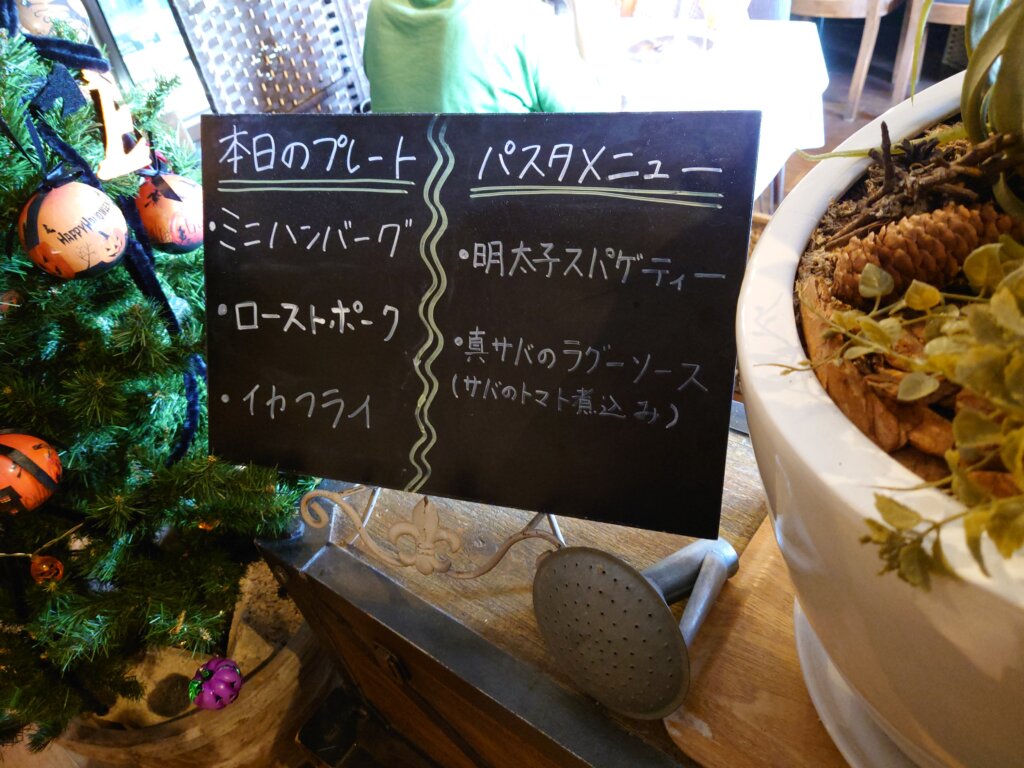 本日のプレート
・ミニハンバーグ
・ローストポーク
・イカフライ
パスタメニュー
・明太子スパゲティー
・真サバのラグーソース
(サバのトマト煮込み)
HAPPY HALLOWEEN